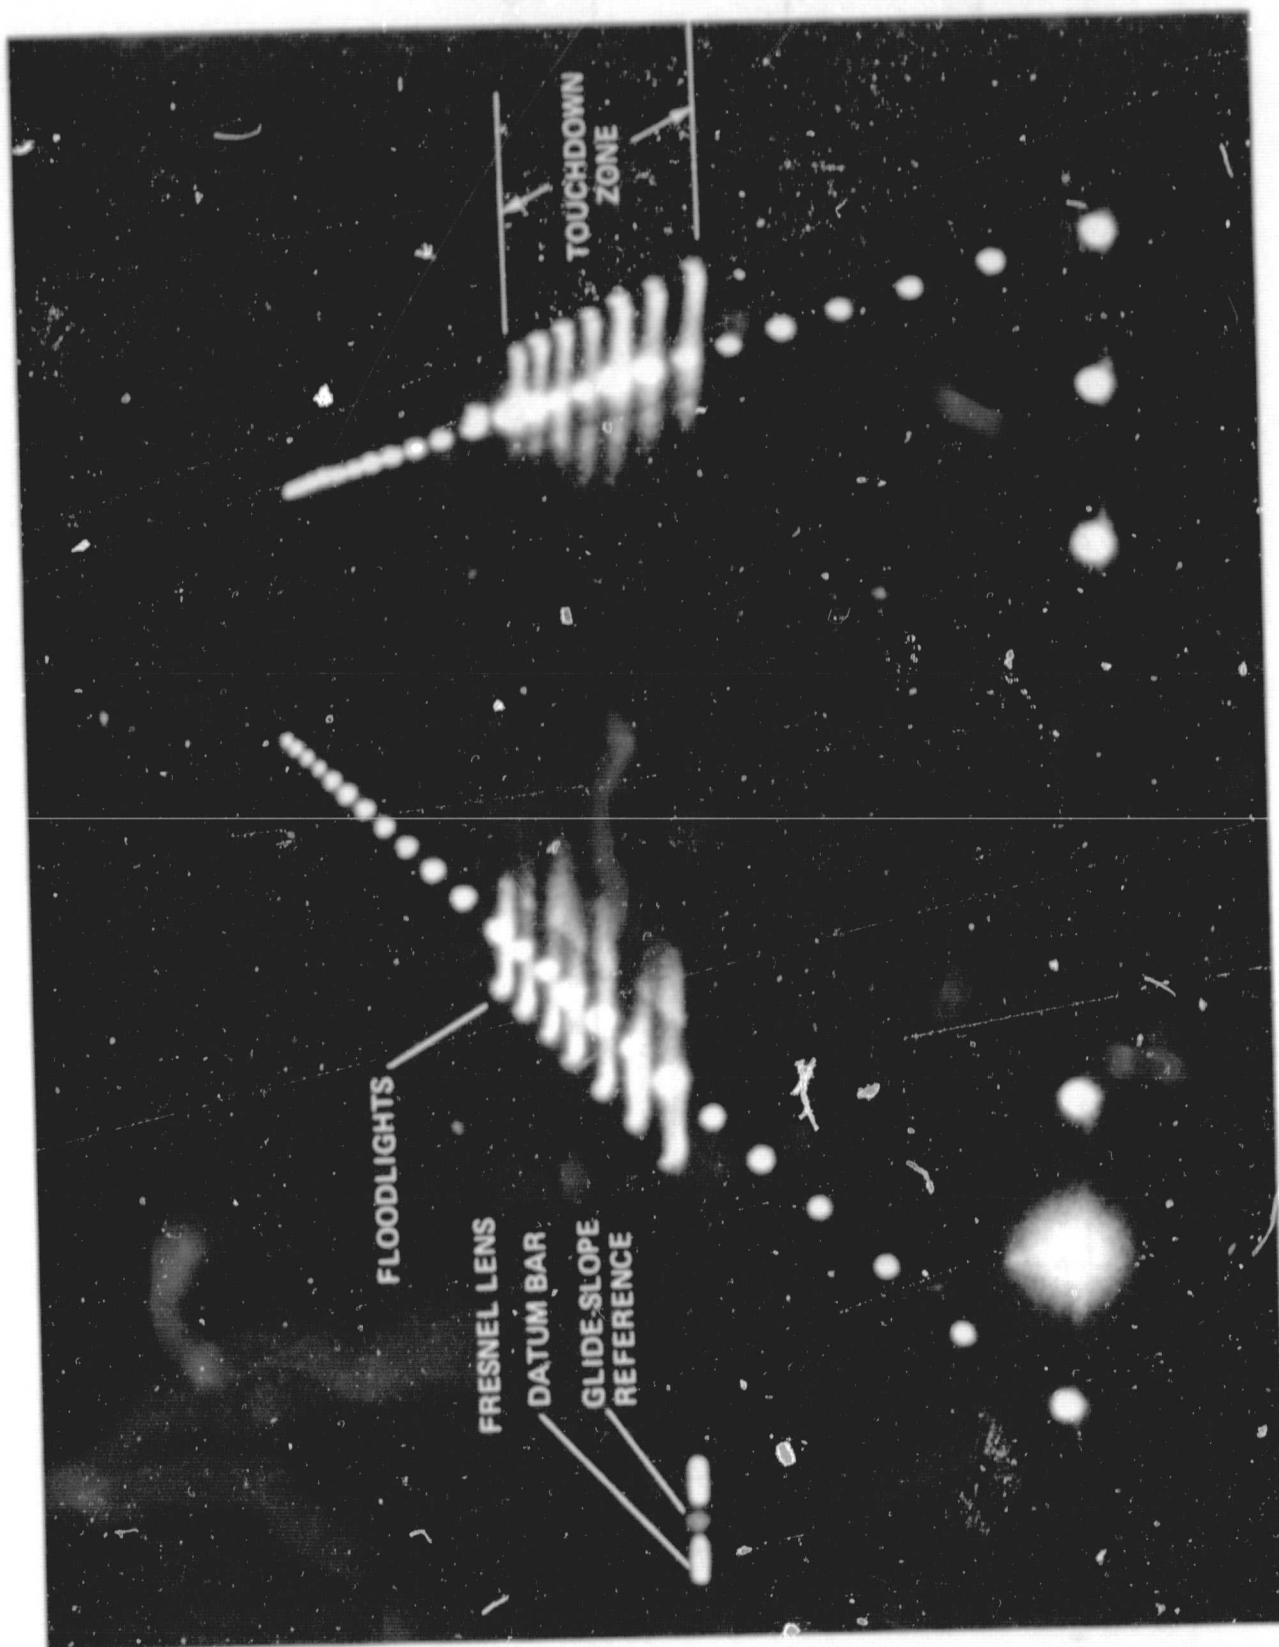 TOUCHDOWN
ZONE
FLOODLIGHTS
FRESNEL LENS
DATUM BAR
GLIDE-SLOPE
REFERENCE